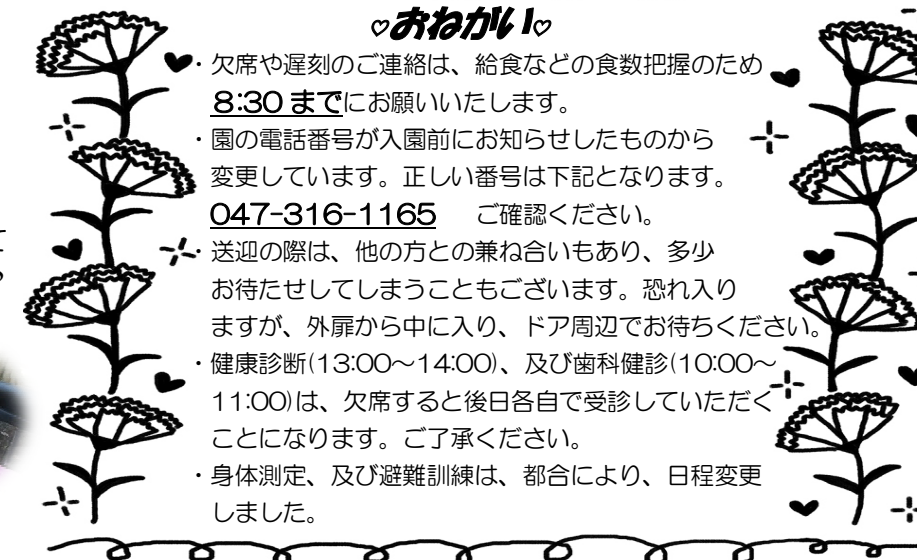 ♡おねがい♡
・欠席や遅刻のご連絡は、給食などの食数把握のため
8:30 までにお願いいたします。
・園の電話番号が入園前にお知らせしたものから
変更しています。正しい番号は下記となります。
047-316-1165　ご確認ください。
・送迎の際は、他の方との兼ね合いもあり、多少
お待たせしてしまうこともございます。恐れ入り
ますが、外扉から中に入り、ドア周辺でお待ちください。
・健康診断(13:00～14:00)、及び歯科健診(10:00～
11:00)は、欠席すると後日各自で受診していただく
ことになります。ご了承ください。
・身体測定、及び避難訓練は、都合により、日程変更
しました。